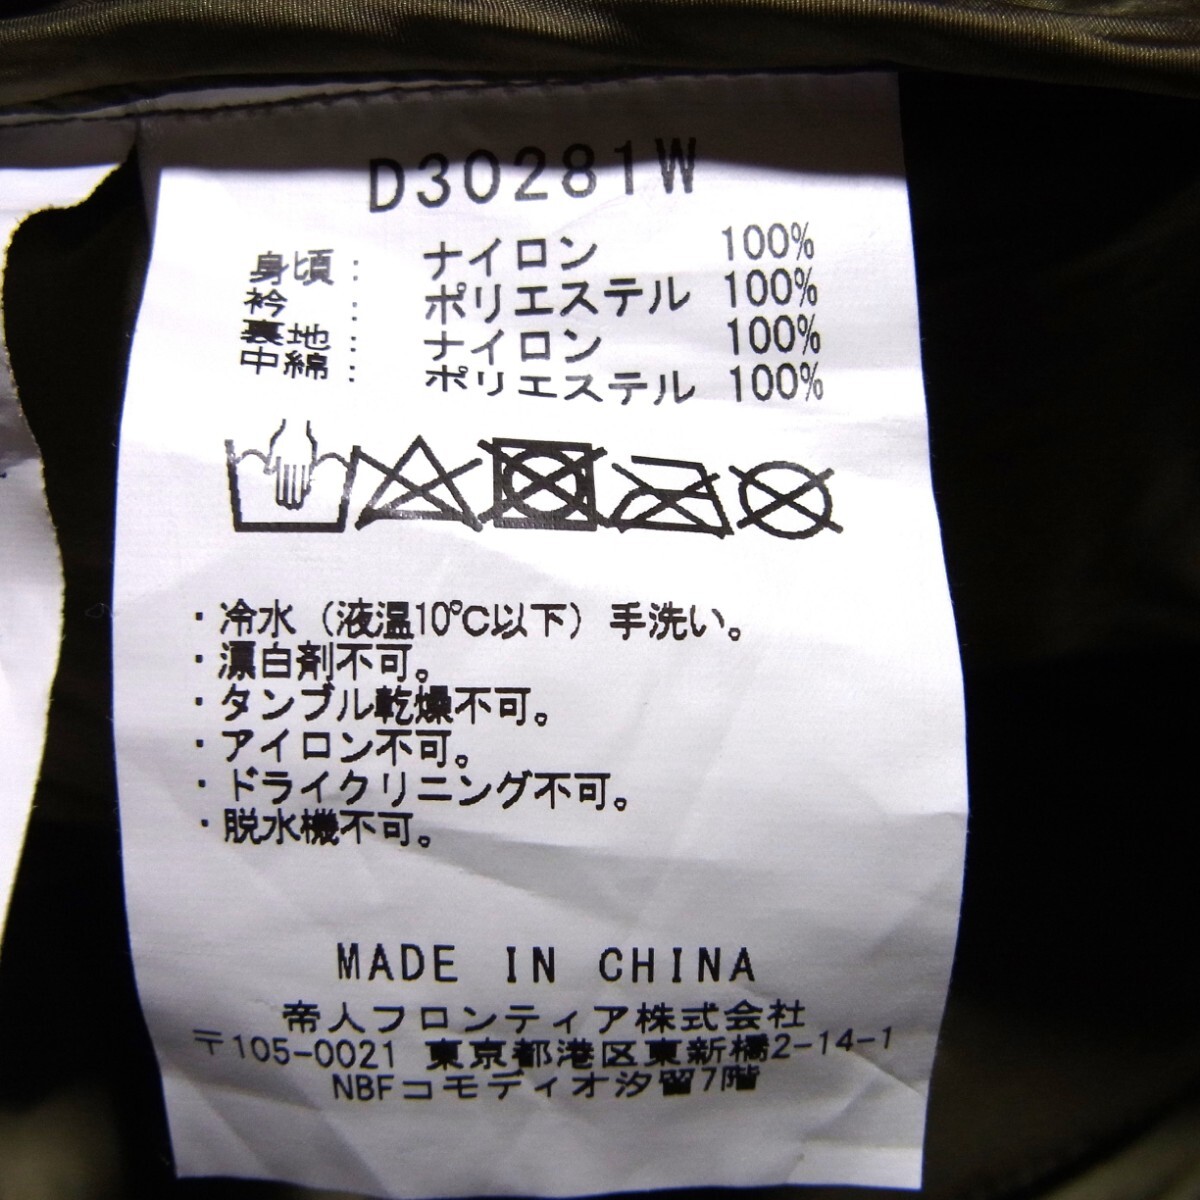 D30281W
身頃： ナイロン 100%
衿 ： ポリエステル 100%
裏地： ナイロン 100%
中綿： ポリエステル 100%
・冷水（液温10℃以下）手洗い。
・漂白剤不可。
・タンブル乾燥不可。
・アイロン不可。
・ドライクリーニング不可。
・脱水機不可。
MADE IN CHINA
帝人フロンティア株式会社
〒105-0021 東京都港区東新橋2-14-1
NBFコモディオ汐留7階